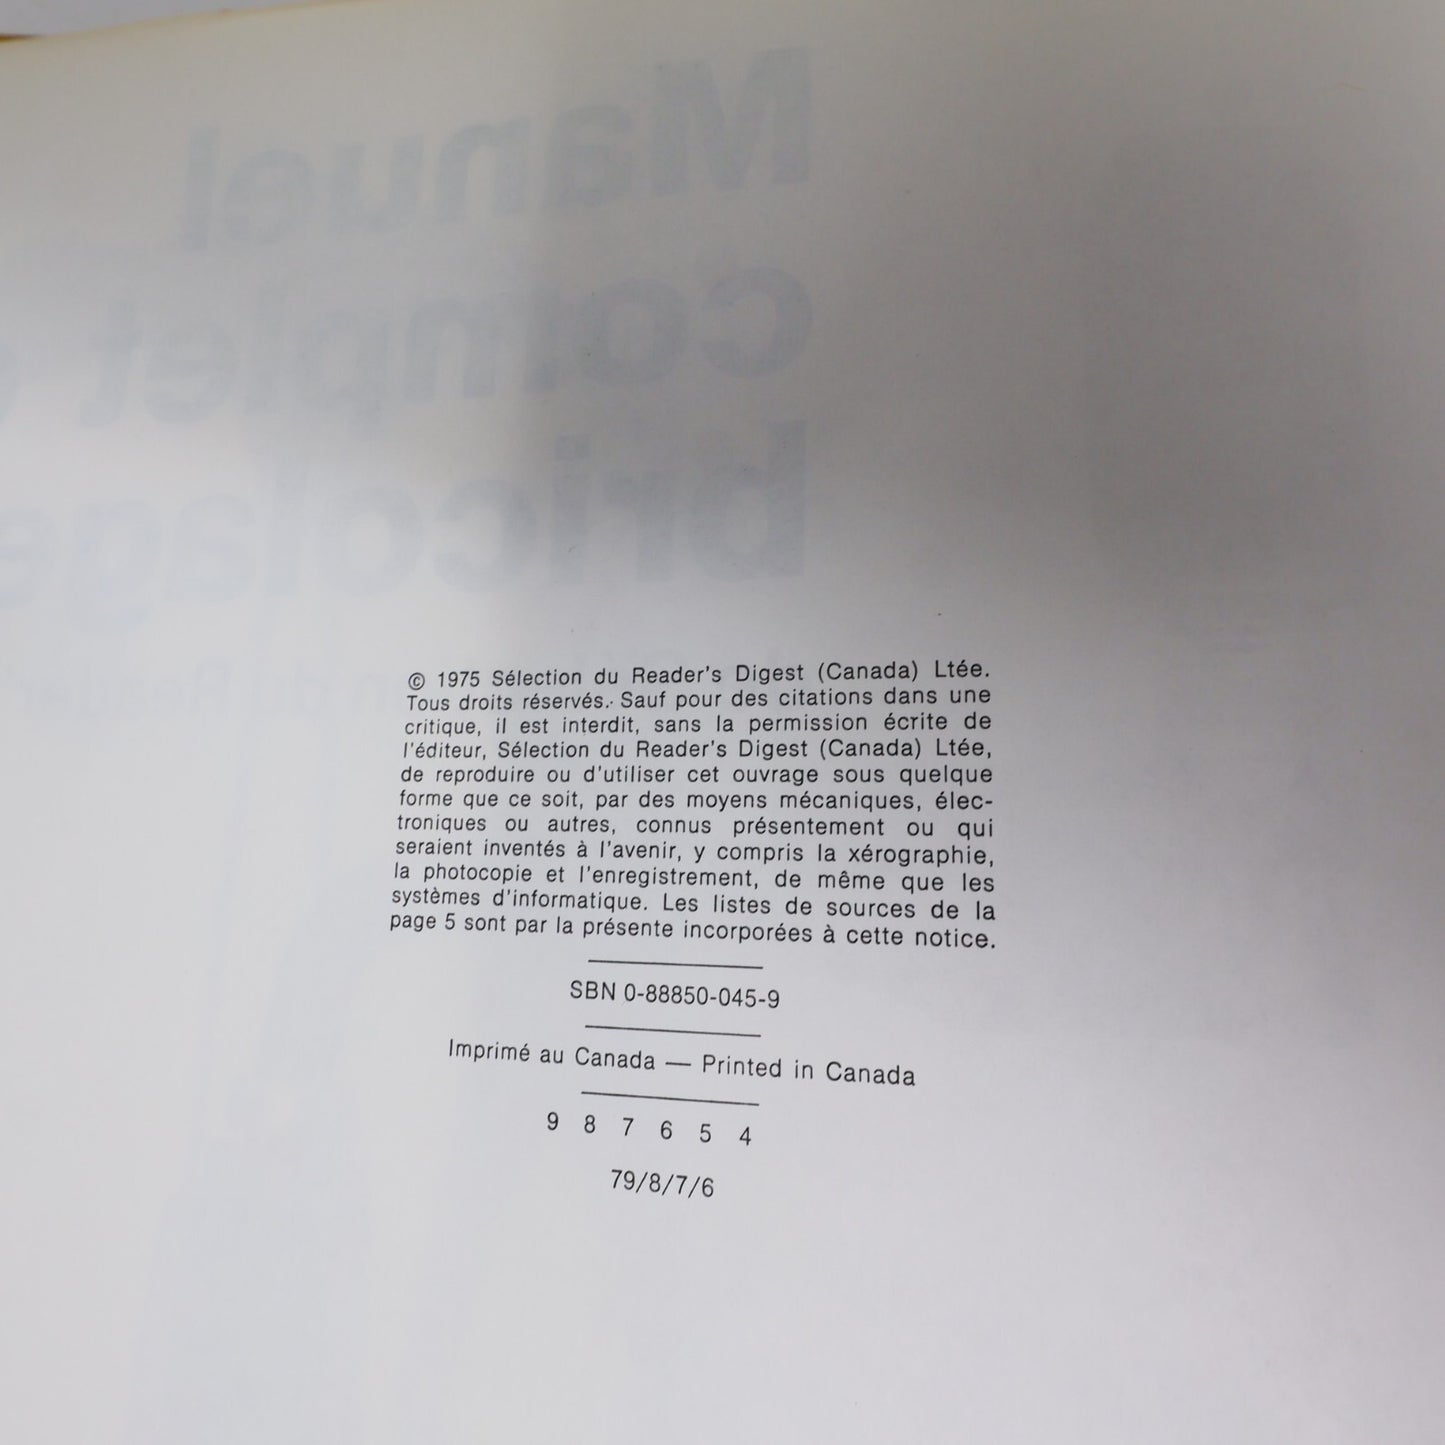 Manuel
complet
bricolage
© 1975 Sélection du Reader's Digest (Canada) Ltée.
Tous droits réservés. Sauf pour des citations dans une
critique, il est interdit, sans la permission écrite de
l'éditeur, Sélection du Reader's Digest (Canada) Ltée,
de reproduire ou d'utiliser cet ouvrage sous quelque
forme que ce soit, par des moyens mécaniques, élec-
troniques ou autres, connus présentement ou qui
seraient inventés à l'avenir, y compris la xérographie,
la photocopie et l'enregistrement, de même que les
systèmes d'informatique. Les listes de sources de la
page 5 sont par la présente incorporées à cette notice.
SBN 0-88850-045-9
Imprimé au Canada — Printed in Canada
9 8 7 6 5 4
79/8/7/6